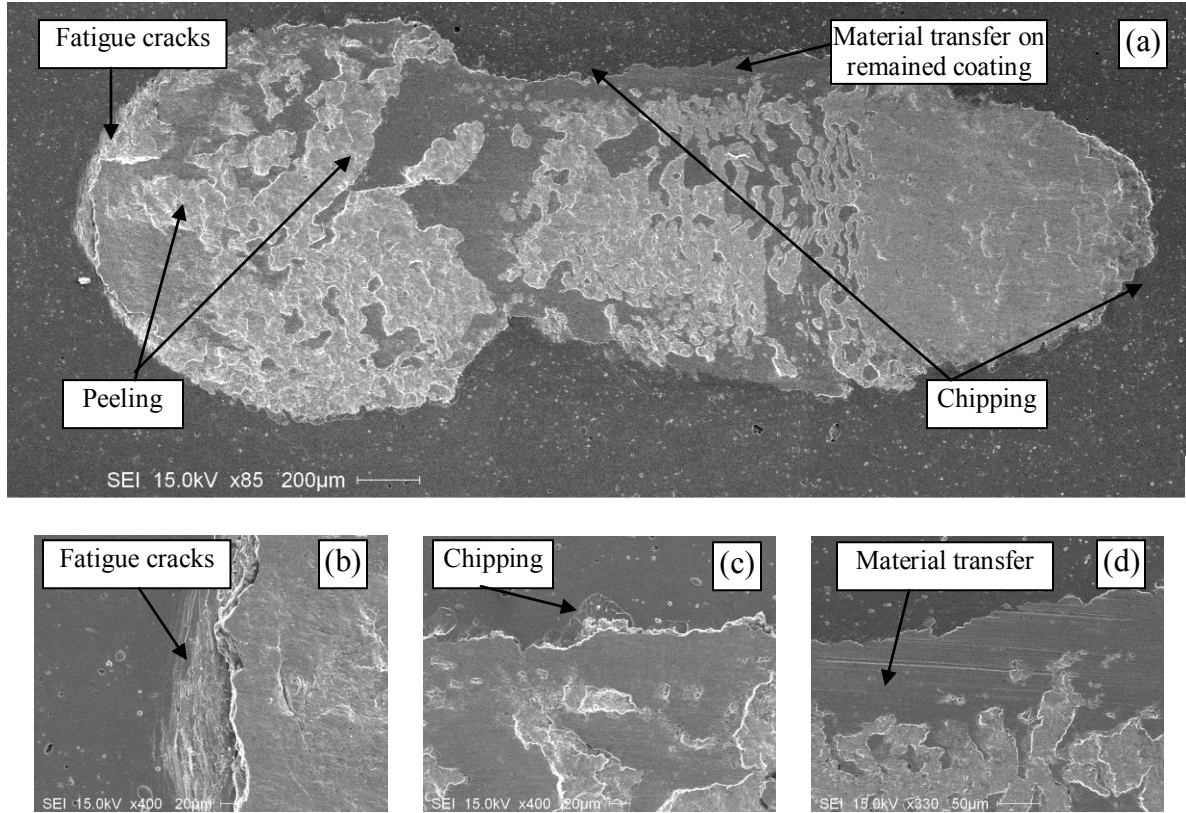 Fatigue cracks
Material transfer on
remained coating
(a)
Peeling
Chipping
SEI 15.0kV x85 200µm
Fatigue cracks
(b)
SEI 15.0kV x400 20µm
Chipping
(c)
SEI 15.0kV x400 20µm
Material transfer
(d)
SEI 15.0kV x330 50µm